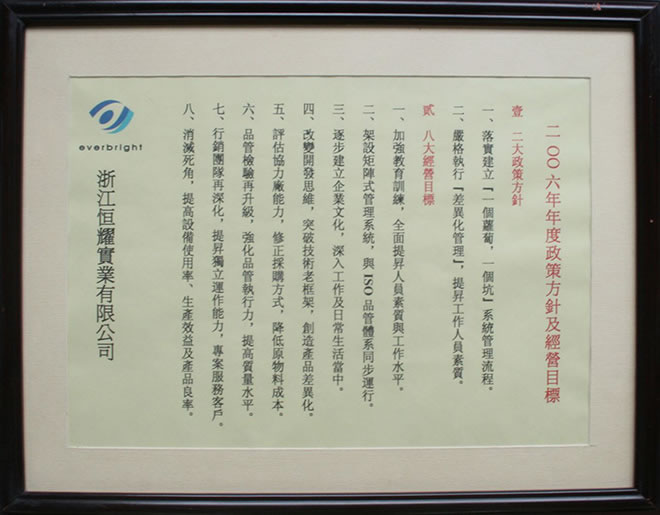 二〇〇六年年度政策方針及經營目標
壹 二大政策方針
一、落實建立『一個蘿蔔，一個坑』系統管理流程。
二、嚴格執行『差異化管理』，提昇工作人員素質。
貳 八大經營目標
一、加強教育訓練，全面提昇人員素質與工作水平。
二、架設矩陣式管理系統，與 ISO 品管體系同步運行。
三、逐步建立企業文化，深入工作及日常生活當中。
四、改變開發思維，突破技術老框架，創造產品差異化。
五、評估協力廠能力，修正採購方式，降低原物料成本。
六、品管檢驗再升級，強化品管執行力，提高質量水平。
七、行銷團隊再深化，提昇獨立運作能力，專案服務客戶。
八、消滅死角，提高設備使用率、生產效益及產品良率。
everbright
浙江恒耀實業有限公司